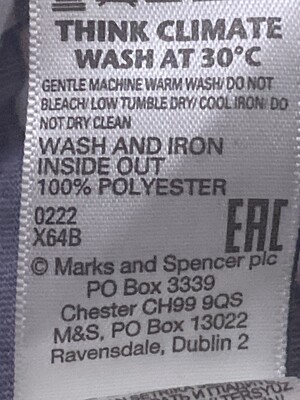 THINK CLIMATE
WASH AT 30°C
GENTLE MACHINE WARM WASH/ DO NOT
BLEACH/ LOW TUMBLE DRY/ COOL IRON/ DO
NOT DRY CLEAN
WASH AND IRON
INSIDE OUT
100% POLYESTER
0222
X64B
EAC
© Marks and Spencer plc
PO Box 3339
Chester CH99 9QS
M&S, PO Box 13022
Ravensdale, Dublin 2